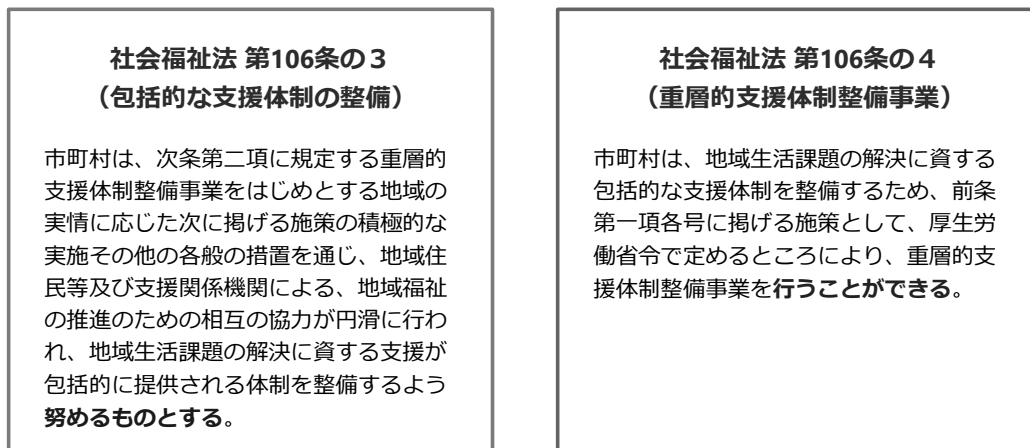 社会福祉法 第106条の３
（包括的な支援体制の整備）
市町村は、次条第二項に規定する重層的
支援体制整備事業をはじめとする地域の
実情に応じた次に掲げる施策の積極的な
実施その他の各般の措置を通じ、地域住
民等及び支援関係機関による、地域福祉
の推進のための相互の協力が円滑に行わ
れ、地域生活課題の解決に資する支援が
包括的に提供される体制を整備するよう
努めるものとする。
社会福祉法 第106条の４
（重層的支援体制整備事業）
市町村は、地域生活課題の解決に資する
包括的な支援体制を整備するため、前条
第一項各号に掲げる施策として、厚生労
働省令で定めるところにより、重層的支
援体制整備事業を行うことができる。